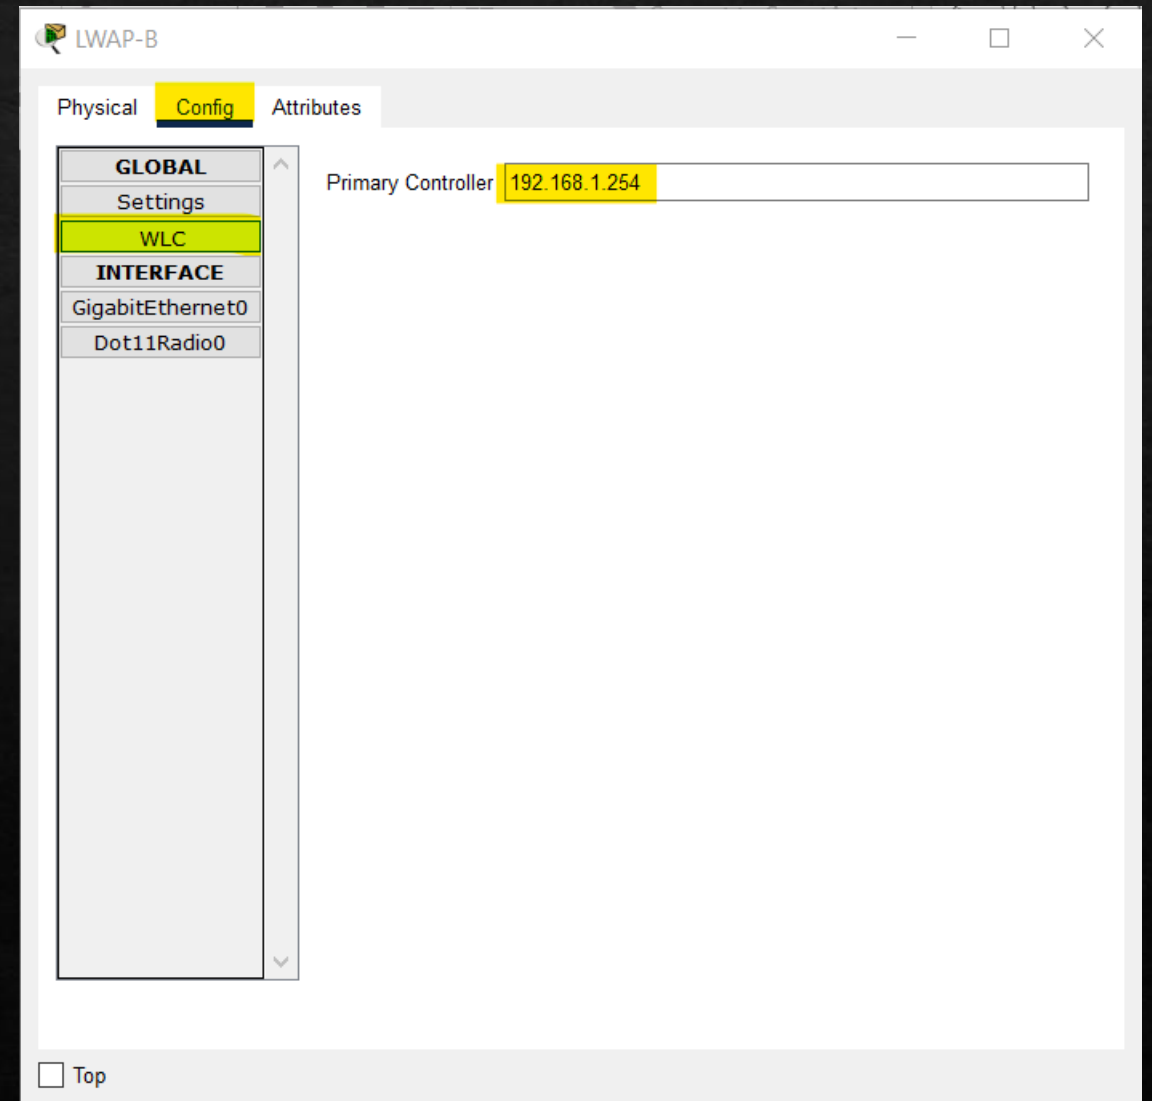 LWAP-B
Physical Config Attributes
GLOBAL
Settings
WLC
INTERFACE
GigabitEthernet0
Dot11Radio0
Primary Controller 192.168.1.254
Top